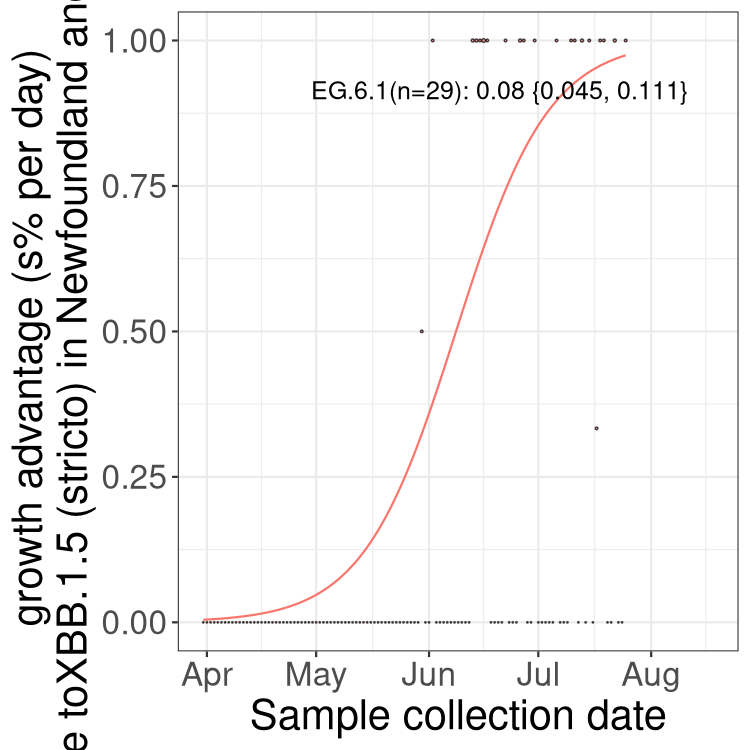 growth advantage (s% per day)
e toXBB.1.5 (stricto) in Newfoundland and
1.00
0.75
0.50
0.25
0.00
EG.6.1(n=29): 0.08 {0.045, 0.111}
Apr May Jun Jul Aug
Sample collection date